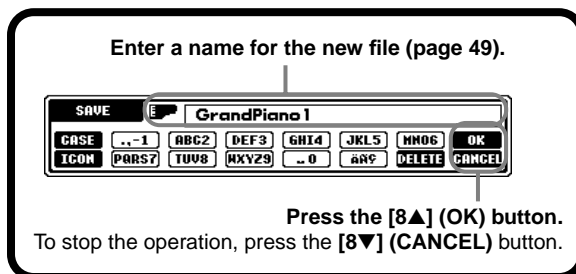 Enter a name for the new file (page 49).
SAVE GrandPiano1
CASE .,-1 ABC2 DEF3 GHI4 JKL5 MNO6 OK
ICON PQRS7 TUV8 WXYZ9 ..0 äñç DELETE CANCEL
Press the [8▲] (OK) button.
To stop the operation, press the [8▼] (CANCEL) button.